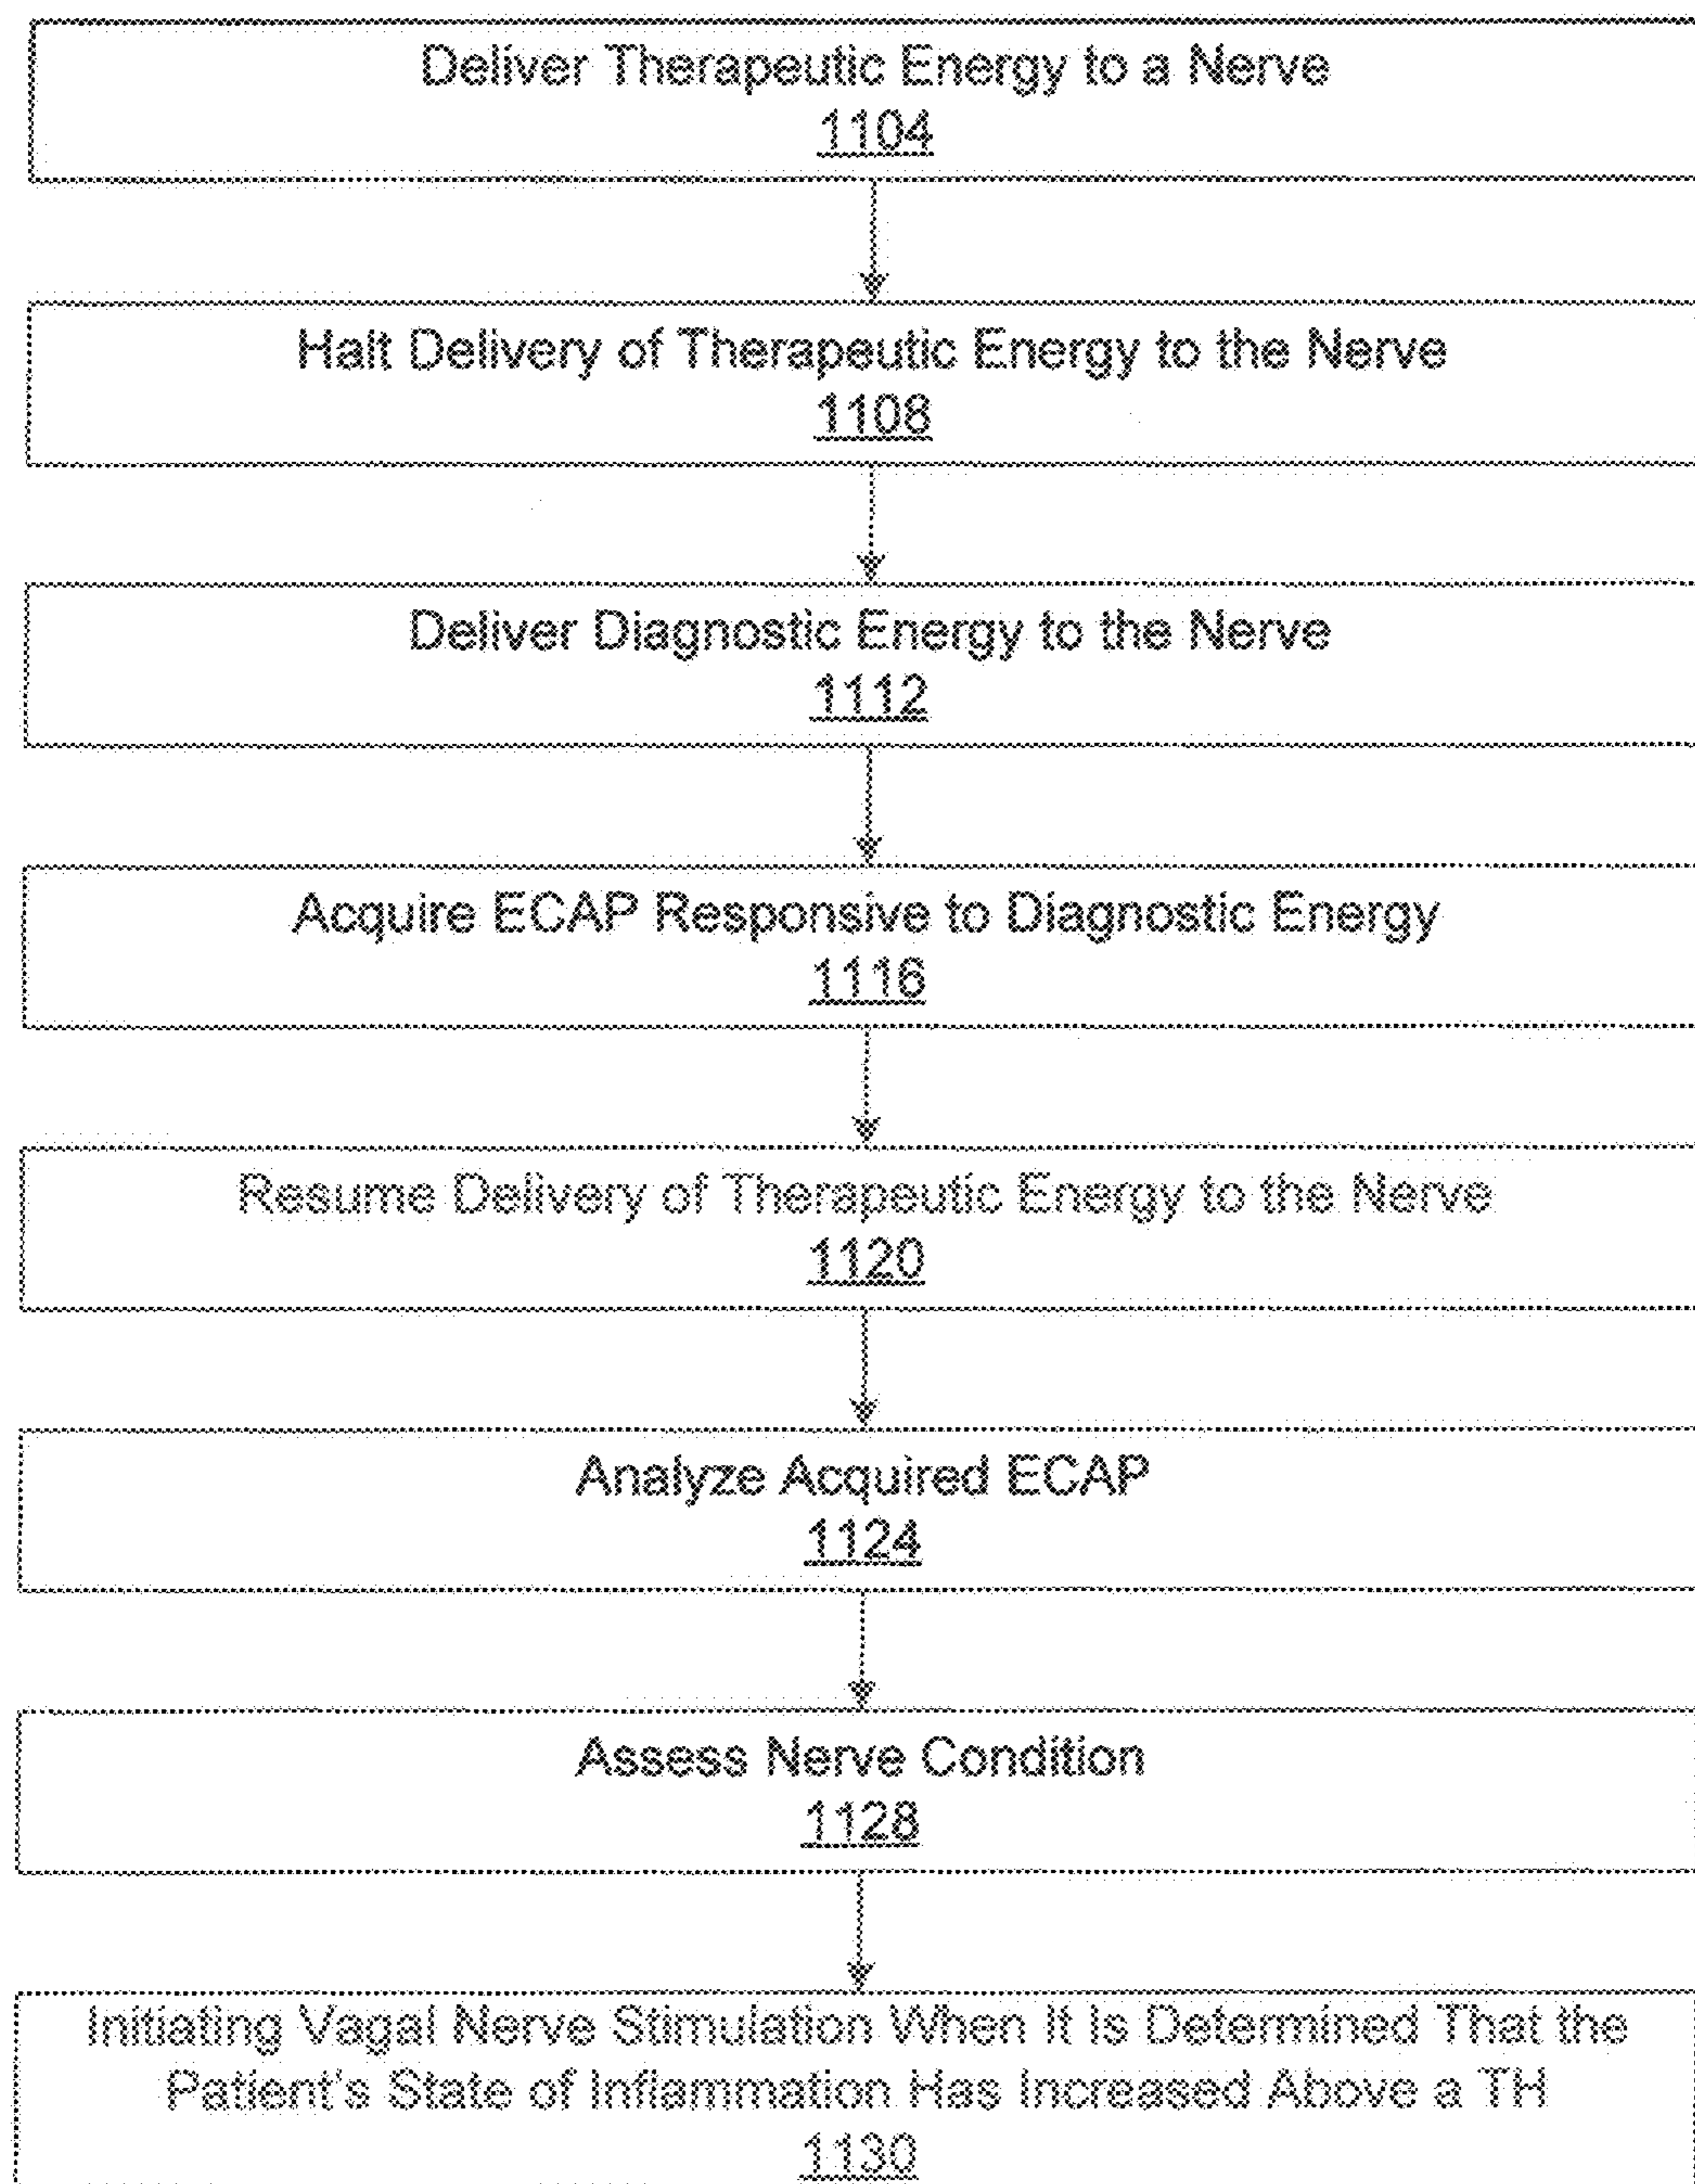 Deliver Therapeutic Energy to a Nerve
1104
Halt Delivery of Therapeutic Energy to the Nerve
1108
Deliver Diagnostic Energy to the Nerve
1112
Acquire ECAP Responsive to Diagnostic Energy
1116
Resume Delivery of Therapeutic Energy to the Nerve
1120
Analyze Acquired ECAP
1124
Assess Nerve Condition
1128
Initiating Vagal Nerve Stimulation When It Is Determined That the
Patient's State of Inflammation Has Increased Above a TH
1130